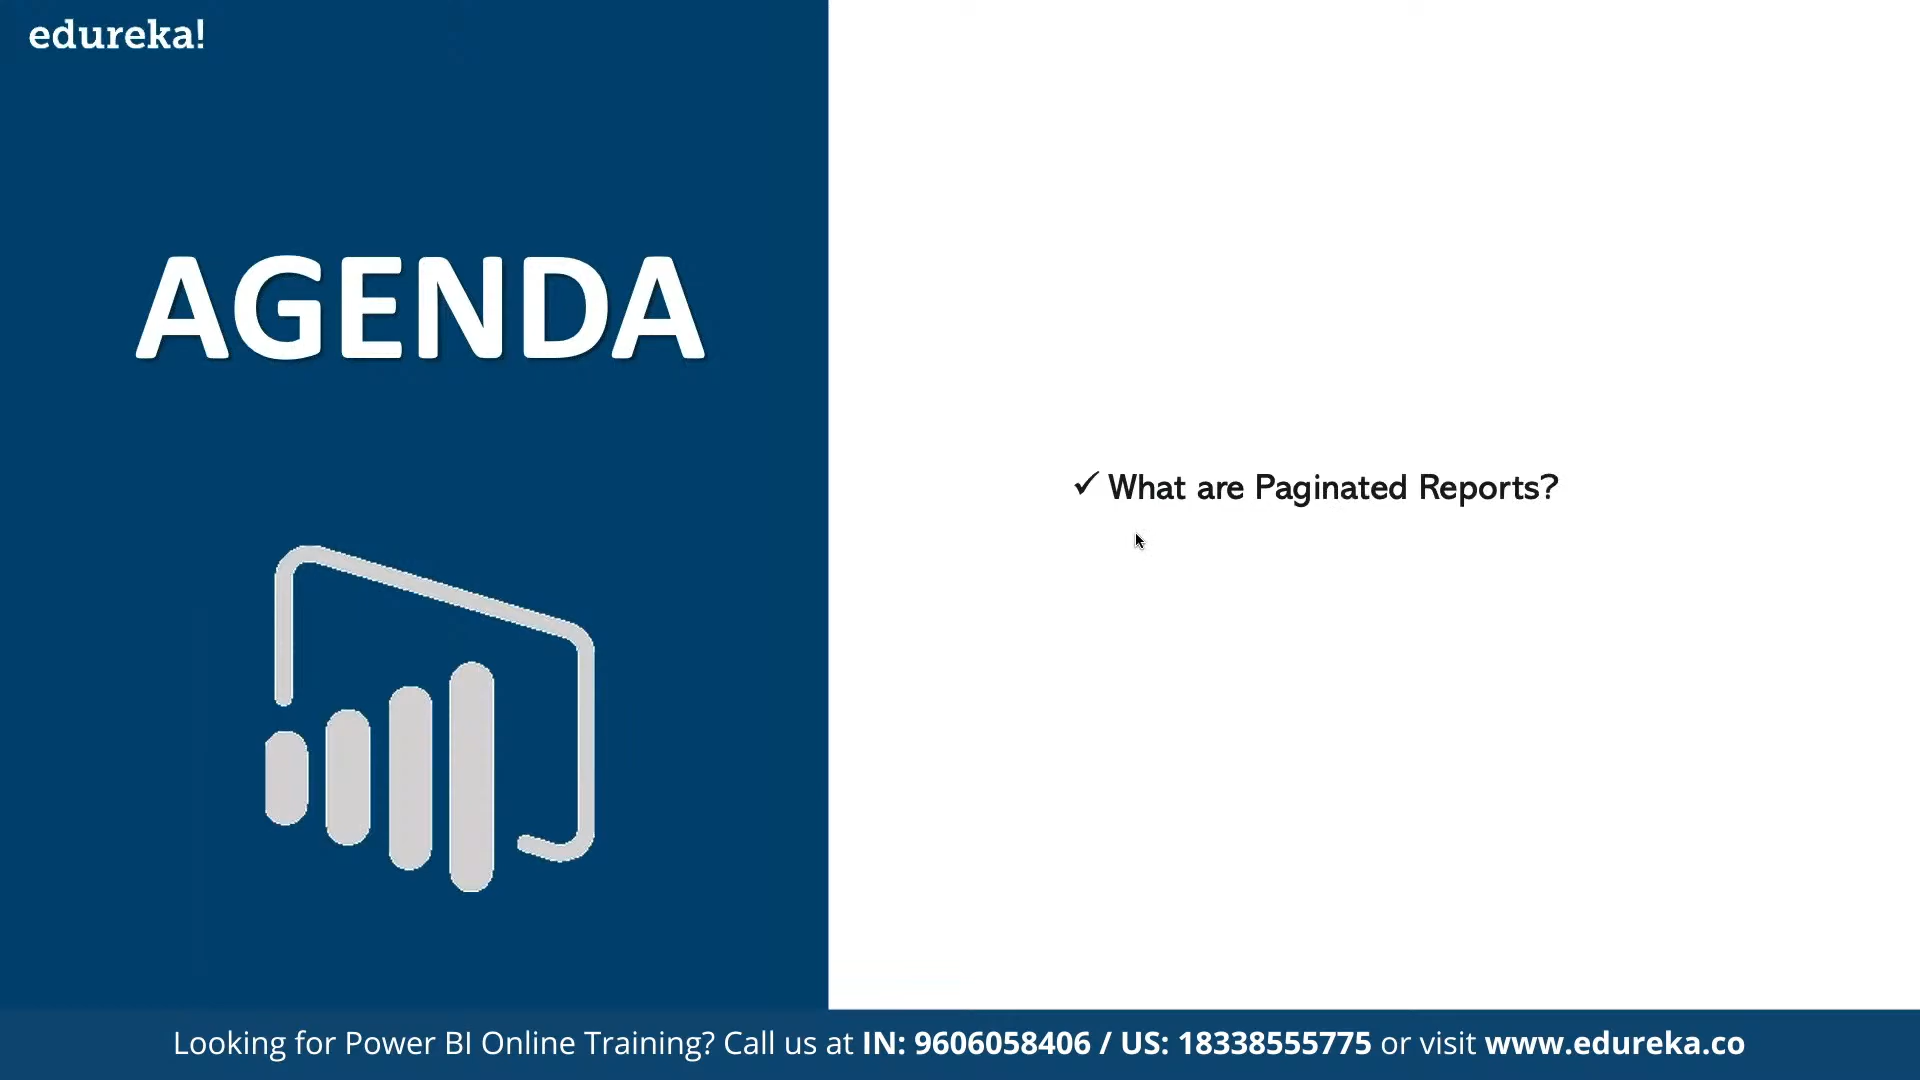 edureka!
AGENDA
✓ What are Paginated Reports?
Looking for Power BI Online Training? Call us at IN: 9606058406 / US: 18338555775 or visit www.edureka.co